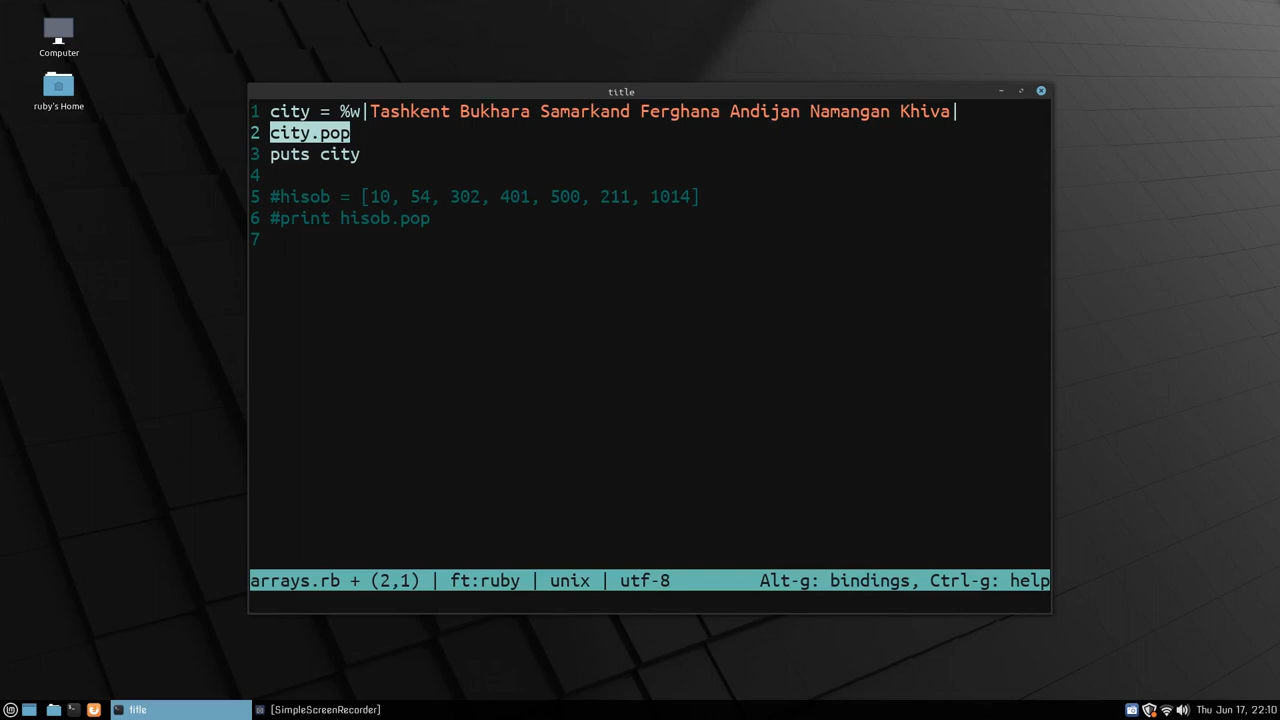 Computer
ruby's Home
title
1 city = %w|Tashkent Bukhara Samarkand Ferghana Andijan Namangan Khiva|
2 city.pop
3 puts city
4
5 #hisob = [10, 54, 302, 401, 500, 211, 1014]
6 #print hisob.pop
7
arrays.rb + (2,1) | ft:ruby | unix | utf-8 Alt-g: bindings, Ctrl-g: help
title [SimpleScreenRecorder] Thu Jun 17, 22:10